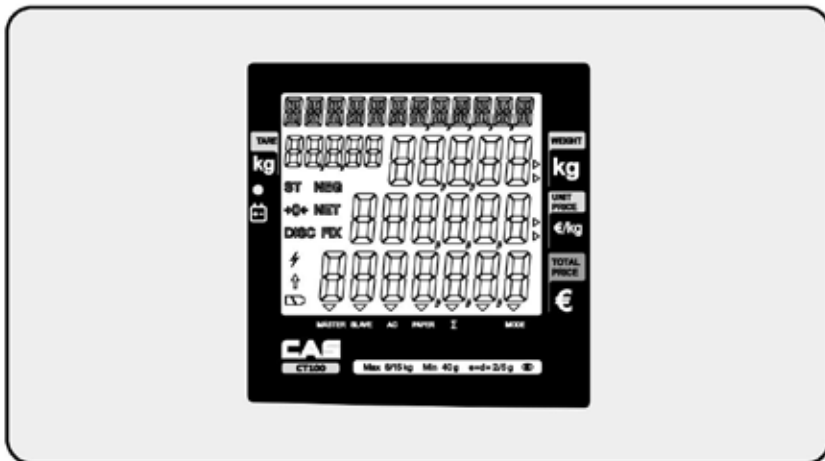 TARE
kg
WEIGHT
kg
ST NEG
+0+ NET
DISC FIX
UNIT PRICE
€/kg
TOTAL PRICE
€
MASTER SLAVE AC PAPER Σ MODE
CAS
CT100
Max 6/15 kg Min 40 g e=d= 2/5 g